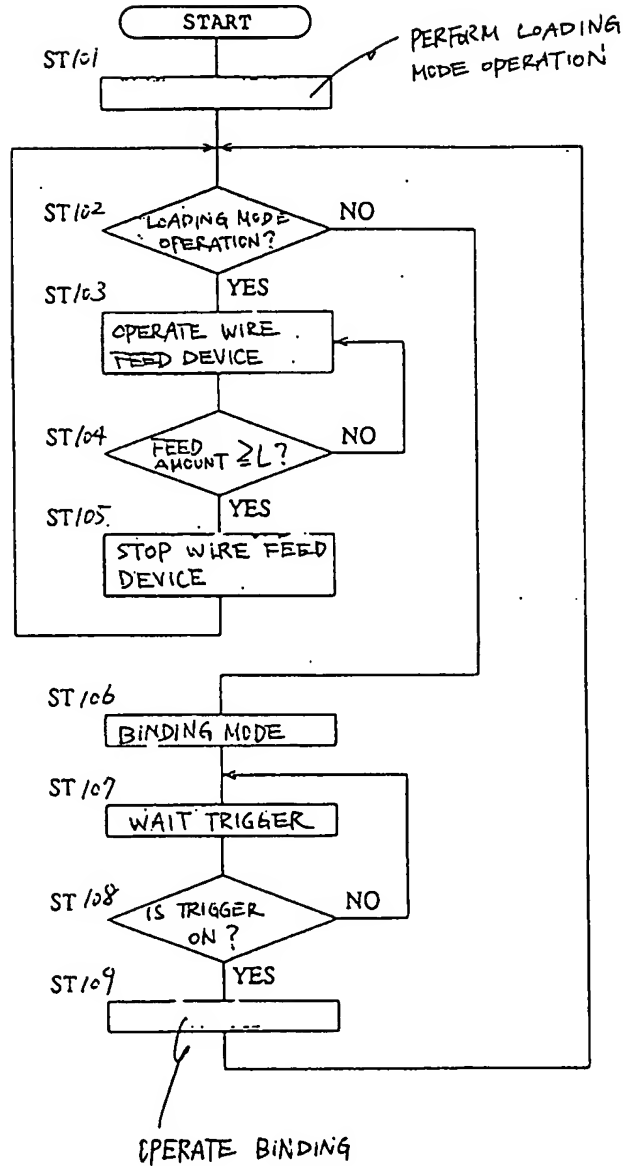 START
ST101
PERFORM LOADING
MODE OPERATION
ST102
LOADING MODE
OPERATION?
NO
YES
ST103
OPERATE WIRE
FEED DEVICE
ST104
FEED
AMOUNT ≧L?
NO
YES
ST105
STOP WIRE FEED
DEVICE
ST106
BINDING MODE
ST107
WAIT TRIGGER
ST108
IS TRIGGER
ON?
NO
YES
ST109
OPERATE BINDING